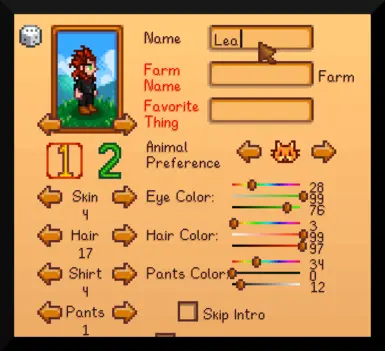 Name
Lea
Farm Name
Farm
Favorite Thing
1 2
Animal Preference
Skin
4
Eye Color:
28
99
76
Hair
17
Hair Color:
3
99
97
Shirt
4
Pants Color:
34
0
12
Pants
1
Skip Intro